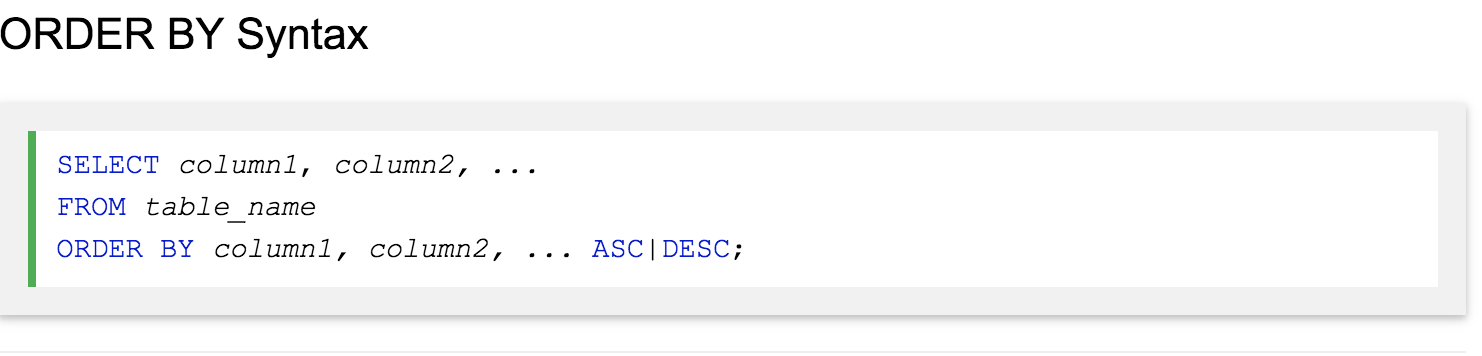 ORDER BY Syntax
SELECT column1, column2, ...
FROM table_name
ORDER BY column1, column2, ... ASC|DESC;